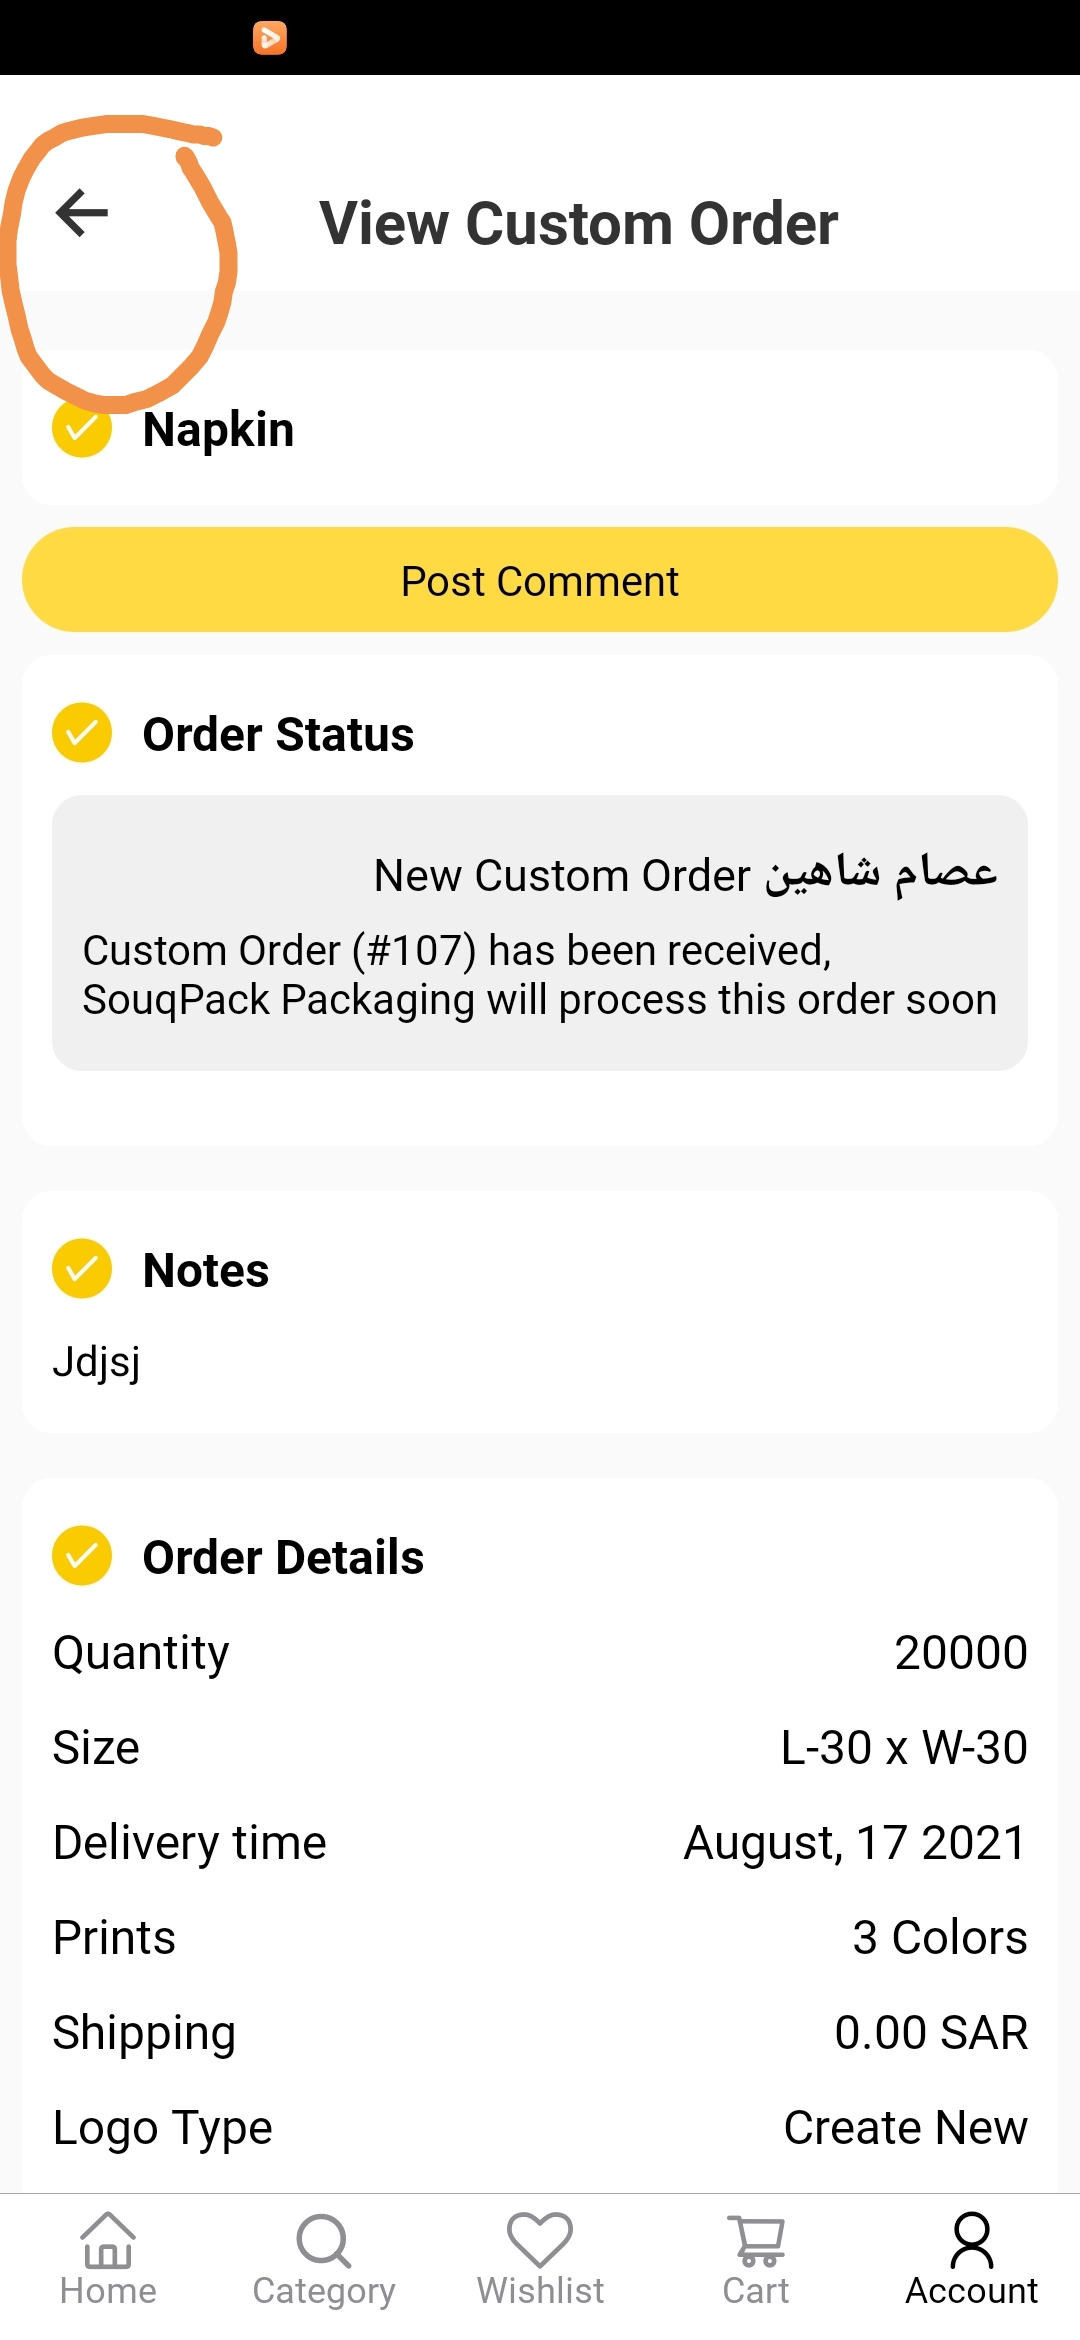 View Custom Order
Napkin
Post Comment
Order Status
New Custom Order عصام شاهين
Custom Order (#107) has been received,
SouqPack Packaging will process this order soon
Notes
Jdjsj
Order Details
Quantity 20000
Size L-30 x W-30
Delivery time August, 17 2021
Prints 3 Colors
Shipping 0.00 SAR
Logo Type Create New
Home Category Wishlist Cart Account